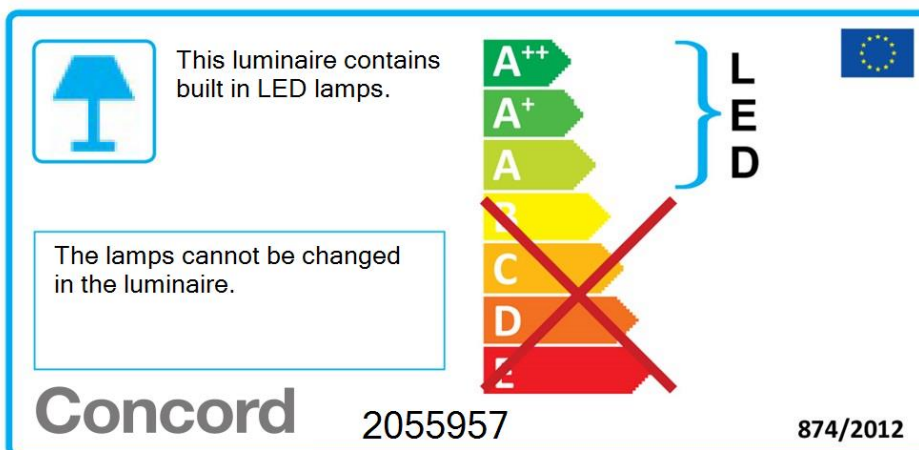 This luminaire contains
built in LED lamps.
The lamps cannot be changed
in the luminaire.
A++
A+
A
B
C
D
E
L
E
D
Concord
2055957
874/2012